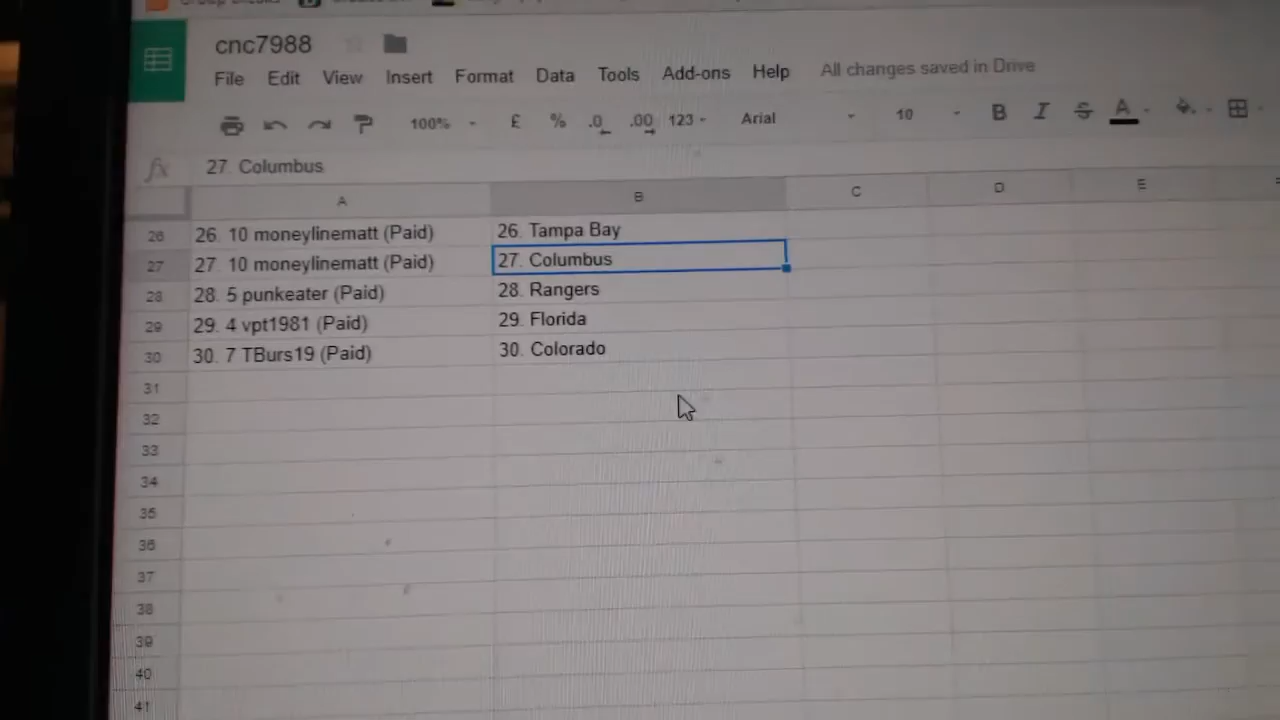 cnc7988
File Edit View Insert Format Data Tools Add-ons Help All changes saved in Drive
100% £ % .0 .00 123 Arial 10 B I S A
fx 27. Columbus
A B C D E
26 26. 10 moneylinematt (Paid) 26. Tampa Bay
27 27. 10 moneylinematt (Paid) 27. Columbus
28 28. 5 punkeater (Paid) 28. Rangers
29 29. 4 vpt1981 (Paid) 29. Florida
30 30. 7 TBurs19 (Paid) 30. Colorado
31
32
33
34
35
36
37
38
39
40
41